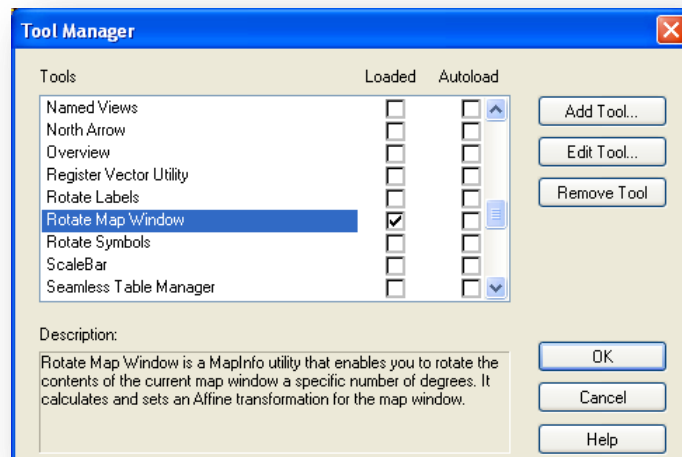 Tool Manager
Tools Loaded Autoload
Named Views
North Arrow
Overview
Register Vector Utility
Rotate Labels
Rotate Map Window
Rotate Symbols
ScaleBar
Seamless Table Manager
Add Tool...
Edit Tool...
Remove Tool
Description:
Rotate Map Window is a MapInfo utility that enables you to rotate the
contents of the current map window a specific number of degrees. It
calculates and sets an Affine transformation for the map window.
OK
Cancel
Help